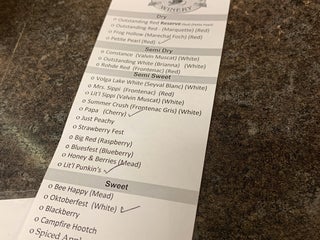 WINERY
Dry
o Outstanding Red Reserve
o Outstanding Red - (Marquette) (Red)
o Frog Hollow (Marechal Foch) (Red)
o Petite Pearl (Red)
Semi Dry
o Constance (Valvin Muscat) (White)
o Outstanding White (Brianna) (White)
o Rohde Red (Frontenac) (Red)
Semi Sweet
o Volga Lake White (Seyval Blanc) (White)
o Mrs. Sippi (Frontenac) (Red)
o Lil'l Sippi (Valvin Muscat) (White)
o Summer Crush (Frontenac Gris) (White)
o Papa (Cherry)
o Just Peachy
o Strawberry Fest
o Big Red (Raspberry)
o Bluesfest (Blueberry)
o Honey & Berries (Mead)
o Lit'l Punkin's
Sweet
o Bee Happy (Mead)
o Oktoberfest (White)
o Blackberry
o Campfire Hootch
o Spiced Apple